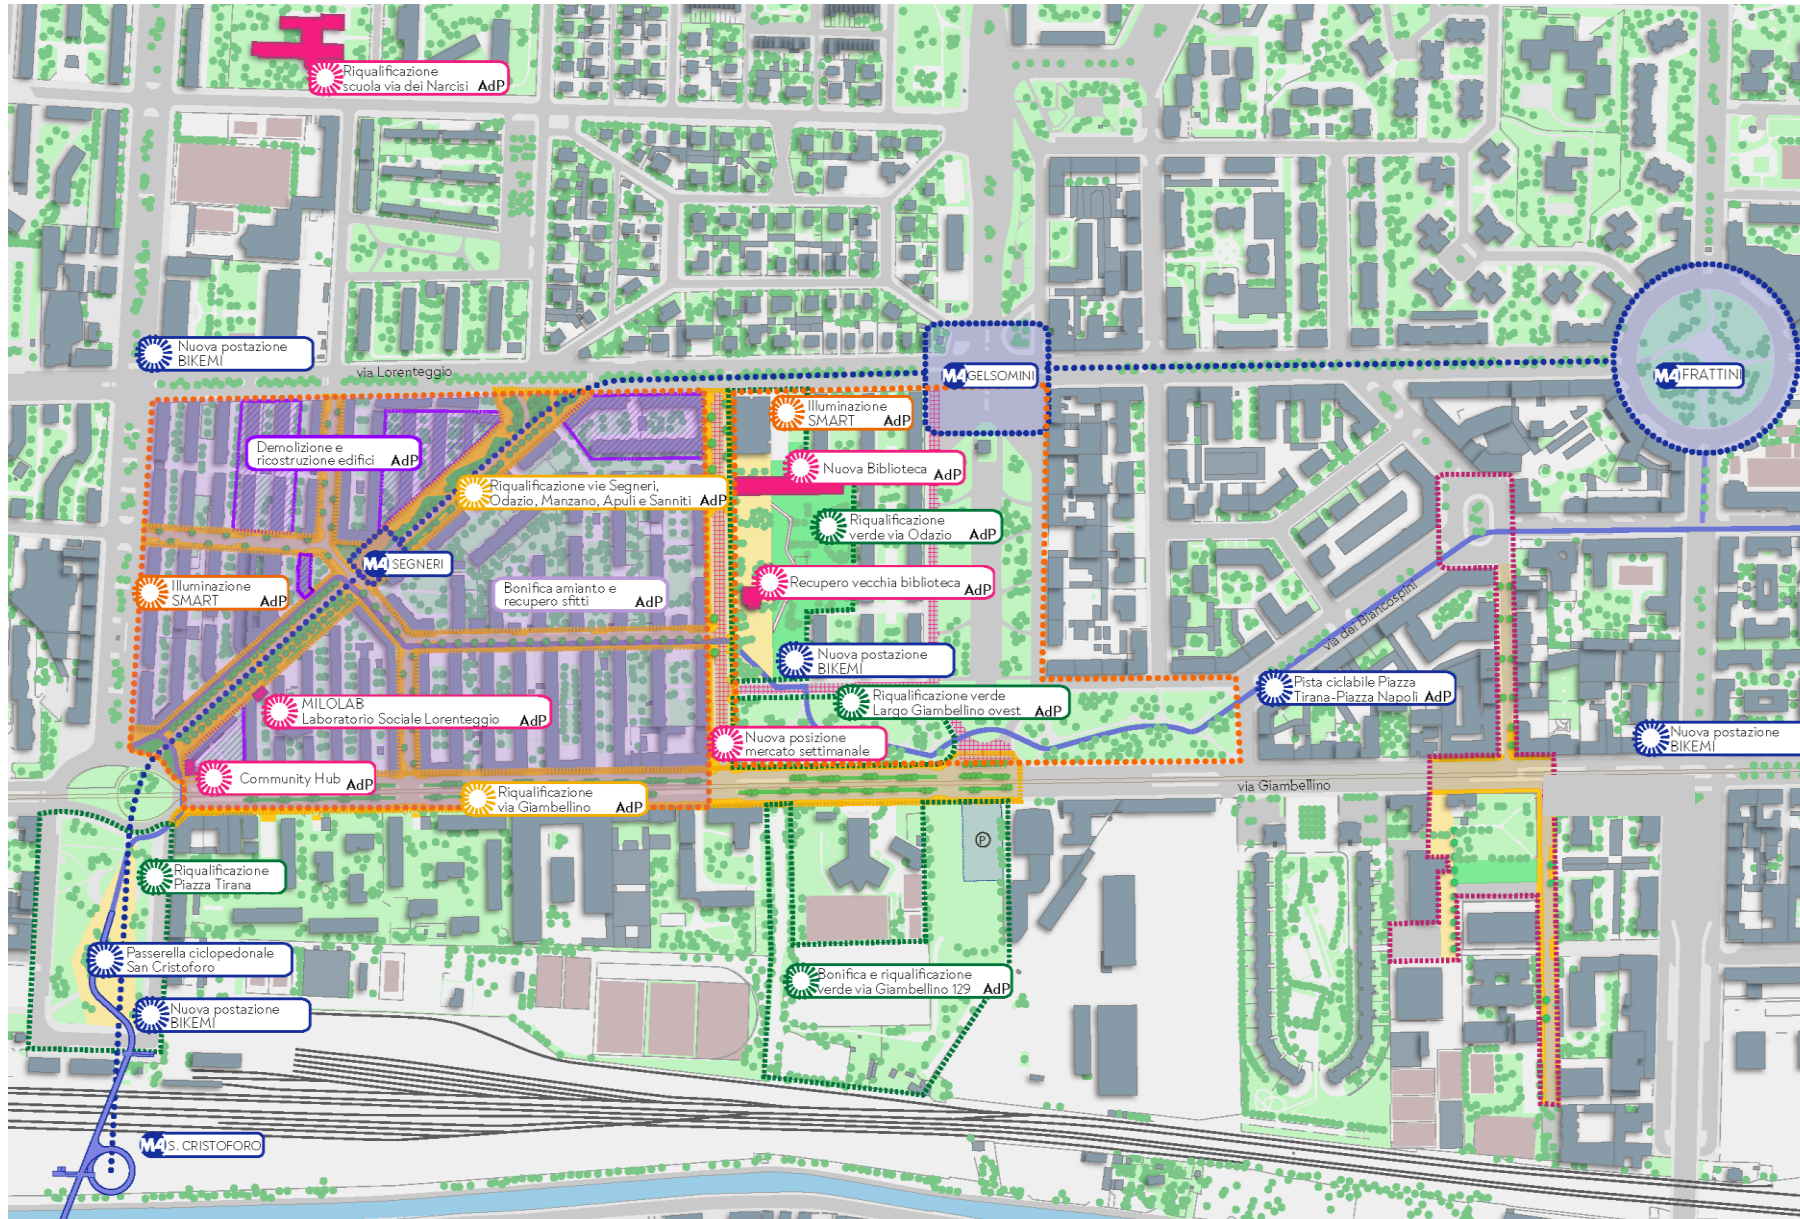 Riqualificazione
scuola via dei Narcisi AdP
Nuova postazione
BIKEMI
via Lorenteggio
M4 GELSOMINI
M4 FRATTINI
Illuminazione
SMART AdP
Demolizione e
ricostruzione edifici AdP
Nuova Biblioteca AdP
Riqualificazione vie Segneri,
Odazio, Manzano, Apuli e Sanniti AdP
Riqualificazione
verde via Odazio AdP
M4 SEGNERI
Illuminazione
SMART AdP
Bonifica amianto e
recupero sfitti AdP
Recupero vecchia biblioteca AdP
via dei Biancospini
Nuova postazione
BIKEMI
Pista ciclabile Piazza
Tirana-Piazza Napoli AdP
MILOLAB
Laboratorio Sociale Lorenteggio AdP
Riqualificazione verde
Largo Giambellino ovest AdP
Nuova posizione
mercato settimanale AdP
Nuova postazione
BIKEMI
Community Hub AdP
Riqualificazione
via Giambellino AdP
via Giambellino
P
Riqualificazione
Piazza Tirana AdP
Passerella ciclopedonale
San Cristoforo AdP
Bonifica e riqualificazione
verde via Giambellino 129 AdP
Nuova postazione
BIKEMI
M4 S. CRISTOFORO